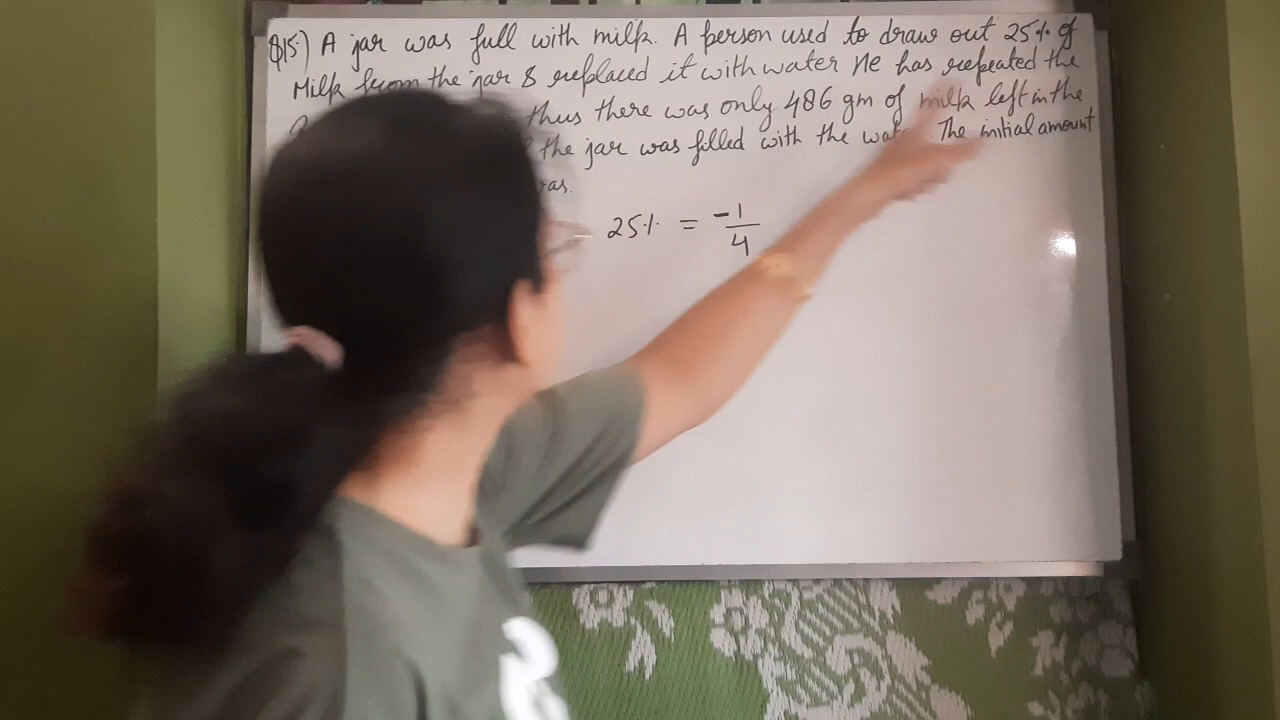 Q15.) A jar was full with milk. A person used to draw out 25% of
Milk from the jar & replaced it with water He has repeated the
thus there was only 486 gm of milk left in the
the jar was filled with the water. The initial amount
was.
25% = -1/4